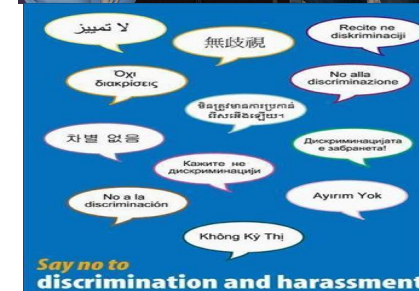 لا تمييز
無歧視
Recite ne
diskriminaciji
Όχι
διακρίσεις
No alla
discriminazione
មិនត្រូវមានការប្រកាន់
រើសអើងឡើយ។
차별 없음
Дискриминацијата
е забранета!
Кажите не
дискриминацији
No a la
discriminación
Ayırım Yok
Không Kỳ Thị
Say no to
discrimination and harassment